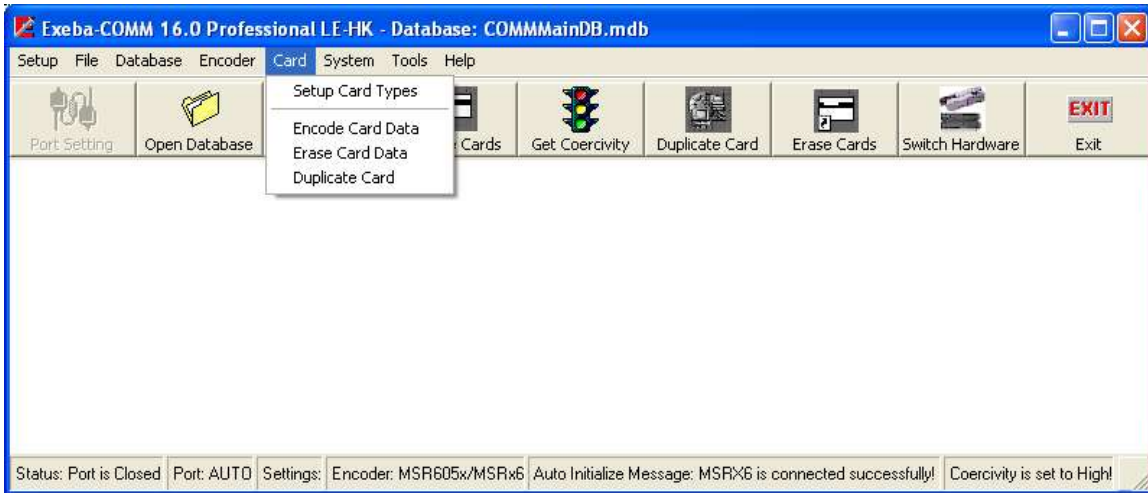 Exeba-COMM 16.0 Professional LE-HK - Database: COMMMainDB.mdb
Setup File Database Encoder Card System Tools Help
Setup Card Types
Encode Card Data
Erase Card Data
Duplicate Card
EXIT
Port Setting Open Database Cards Get Coercivity Duplicate Card Erase Cards Switch Hardware Exit
Status: Port is Closed Port: AUTO Settings: Encoder: MSR605x/MSRx6 Auto Initialize Message: MSRX6 is connected successfully! Coercivity is set to High!